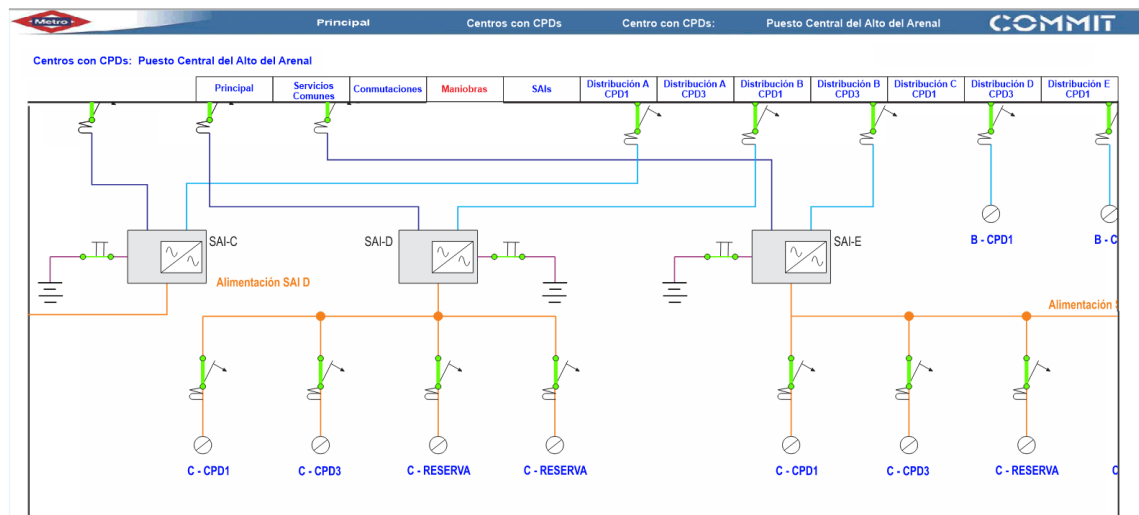 Metro
Principal
Centros con CPDs
Centro con CPDs:
Puesto Central del Alto del Arenal
COMMIT
Centros con CPDs: Puesto Central del Alto del Arenal
Principal
Servicios
Comunes
Conmutaciones
Maniobras
SAIs
Distribución A
CPD1
Distribución A
CPD3
Distribución B
CPD1
Distribución B
CPD3
Distribución C
CPD1
Distribución D
CPD3
Distribución E
CPD1
SAI-C
SAI-D
SAI-E
B - CPD1
B - C
Alimentación SAI D
Alimentación S
C - CPD1
C - CPD3
C - RESERVA
C - RESERVA
C - CPD1
C - CPD3
C - RESERVA
C